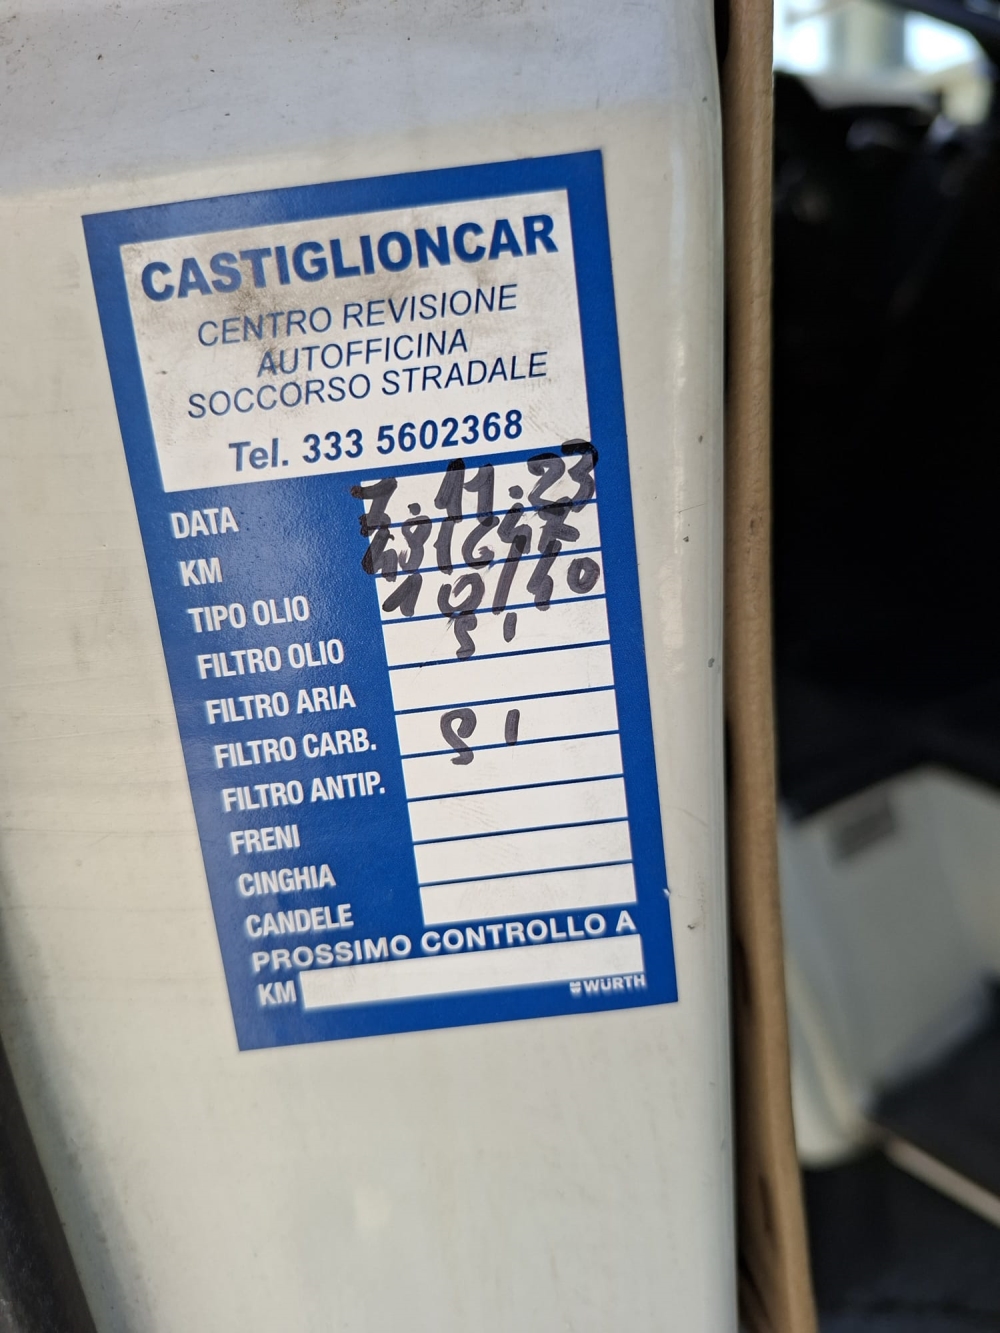 CASTIGLIONCAR
CENTRO REVISIONE
AUTOFFICINA
SOCCORSO STRADALE
Tel. 333 5602368
DATA 7.11.23
KM
TIPO OLIO 10/40
FILTRO OLIO SI
FILTRO ARIA
FILTRO CARB. SI
FILTRO ANTIP.
FRENI
CINGHIA
CANDELE
PROSSIMO CONTROLLO A
KM
WÜRTH